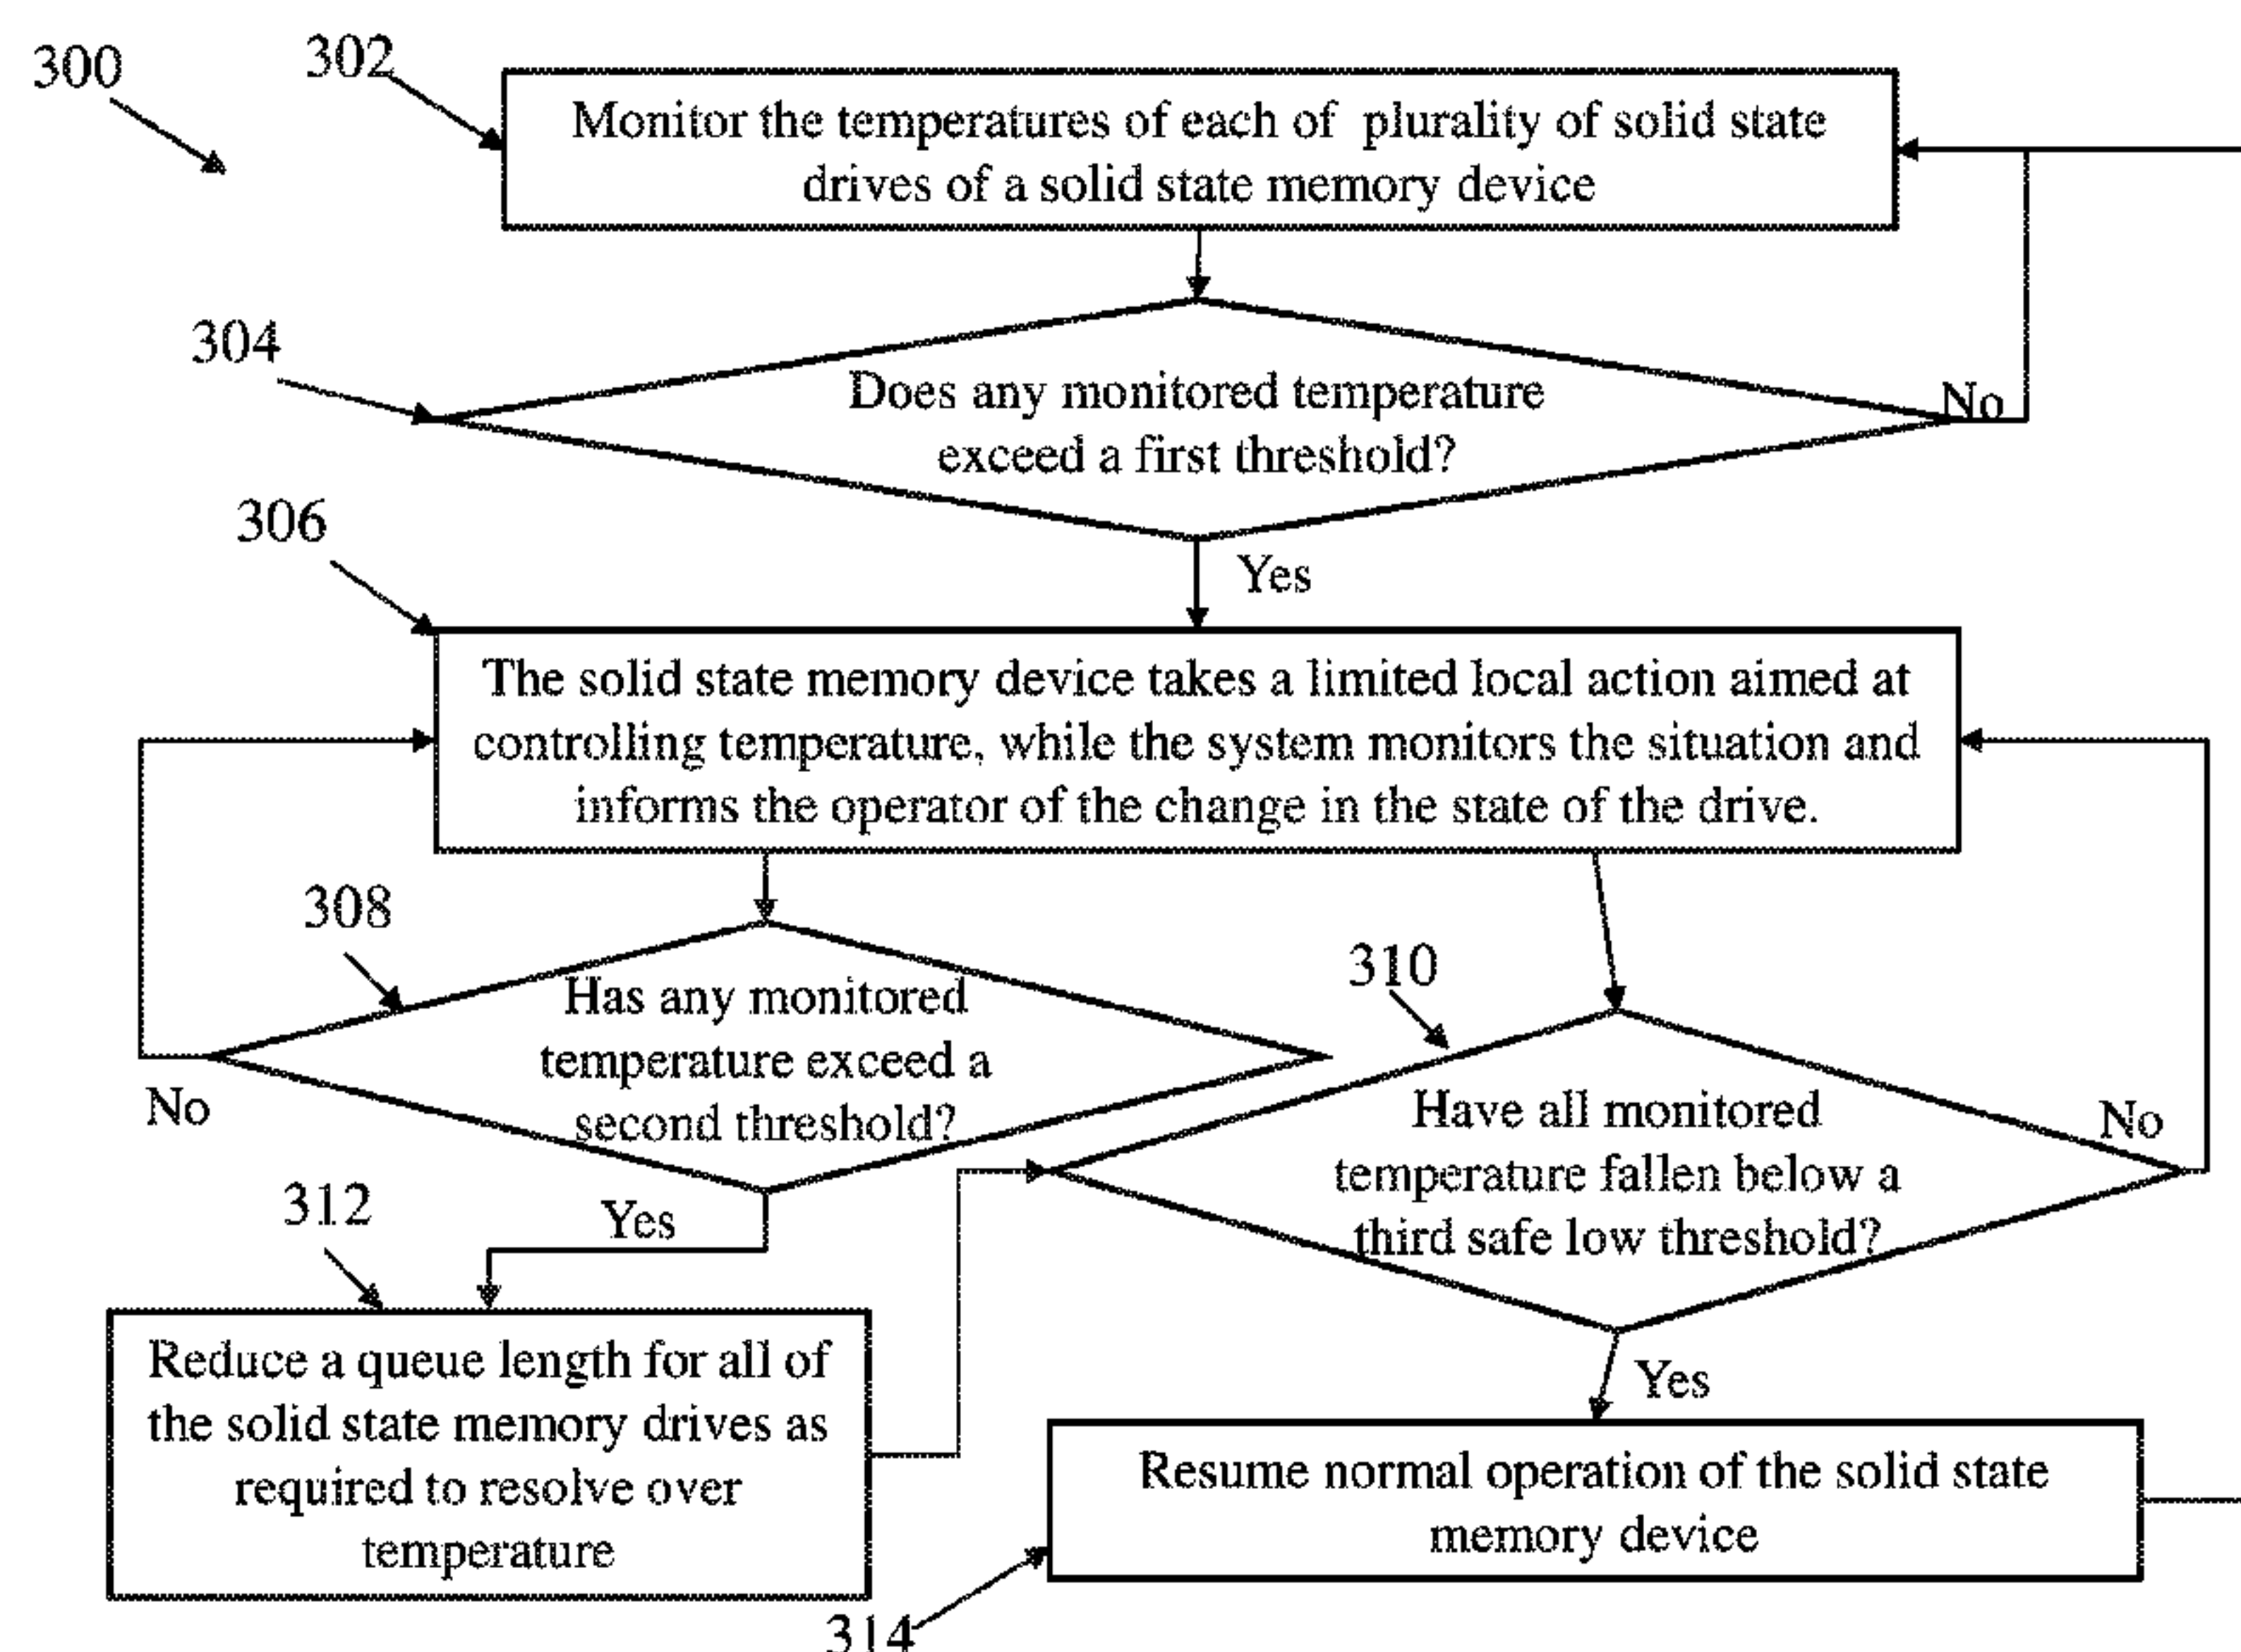 300
302
Monitor the temperatures of each of plurality of solid state
drives of a solid state memory device
304
Does any monitored temperature
exceed a first threshold?
No
306
Yes
The solid state memory device takes a limited local action aimed at
controlling temperature, while the system monitors the situation and
informs the operator of the change in the state of the drive.
308
Has any monitored
temperature exceed a
second threshold?
No
310
Have all monitored
temperature fallen below a
third safe low threshold?
No
312
Yes
Reduce a queue length for all of
the solid state memory drives as
required to resolve over
temperature
Yes
Resume normal operation of the solid state
memory device
314